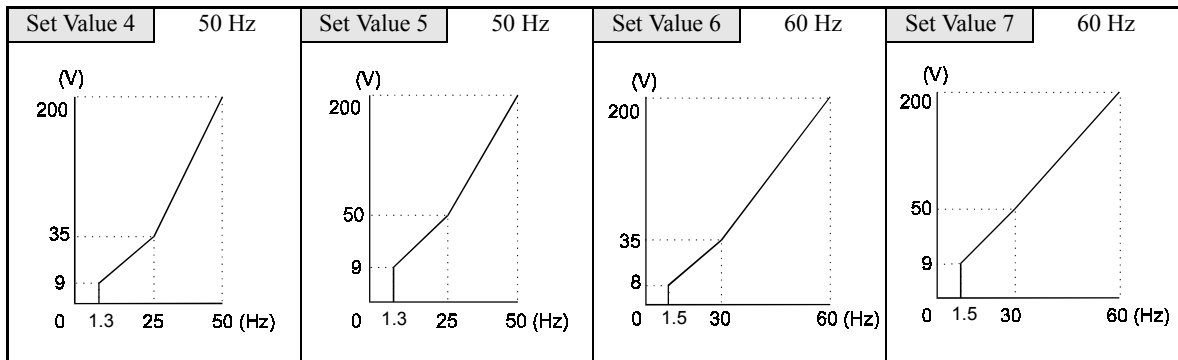 Set Value 4 50 Hz
(V)
200
35
9
0 1.3 25 50 (Hz)
Set Value 5 50 Hz
(V)
200
50
9
0 1.3 25 50 (Hz)
Set Value 6 60 Hz
(V)
200
35
8
0 1.5 30 60 (Hz)
Set Value 7 60 Hz
(V)
200
50
9
0 1.5 30 60 (Hz)